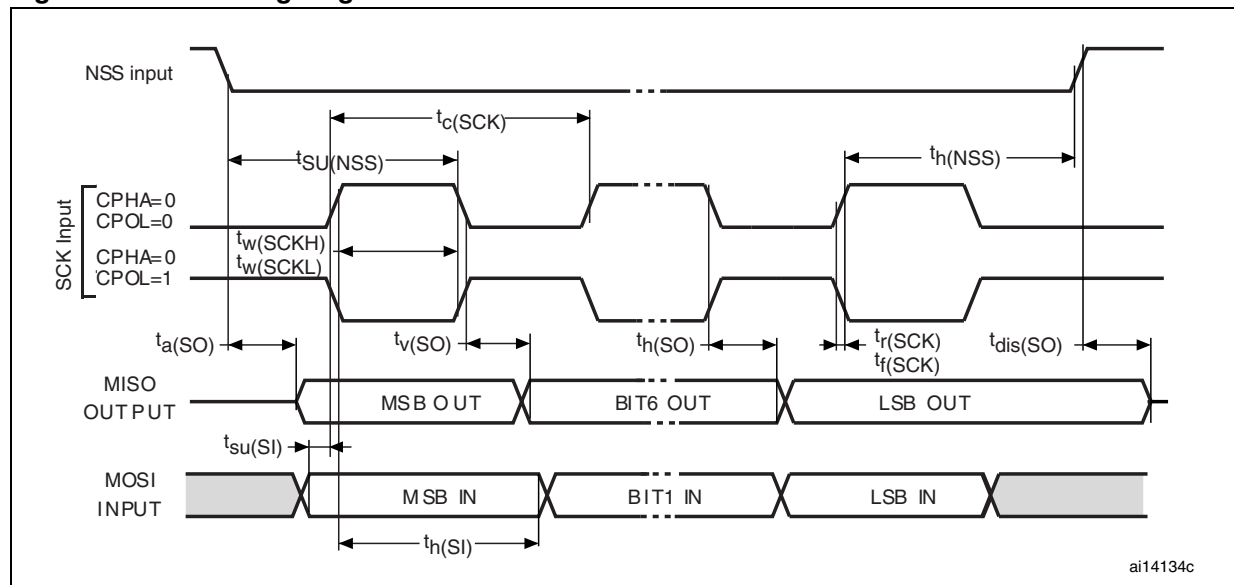 NSS input
tc(SCK)
tSU(NSS)
th(NSS)
SCK Input
CPHA=0
CPOL=0
tw(SCKH)
CPHA=0
tw(SCKL)
CPOL=1
ta(SO)
tv(SO)
th(SO)
tr(SCK)
tf(SCK)
tdis(SO)
MISO
OUTPUT
MSB OUT
BIT6 OUT
LSB OUT
tsu(SI)
MOSI
INPUT
MSB IN
BIT1 IN
LSB IN
th(SI)
ai14134c